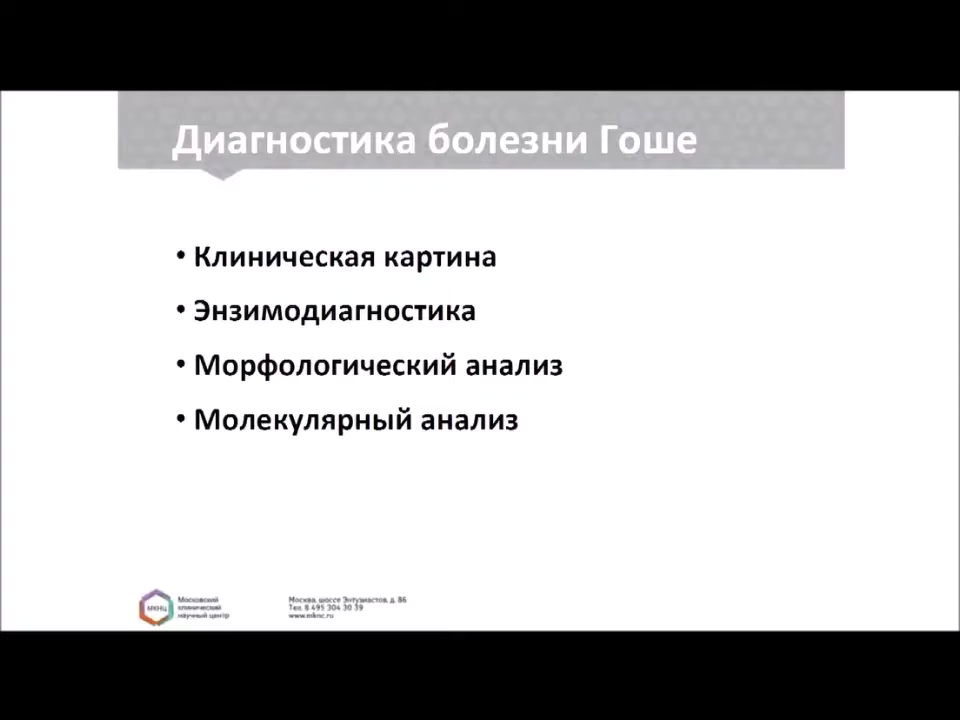 Диагностика болезни Гоше
• Клиническая картина
• Энзимодиагностика
• Морфологический анализ
• Молекулярный анализ
МКНЦ
Московский
клинический
научный центр
Москва, шоссе Энтузиастов, д. 86
Тел. 8 495 304 30 39
www.mknc.ru